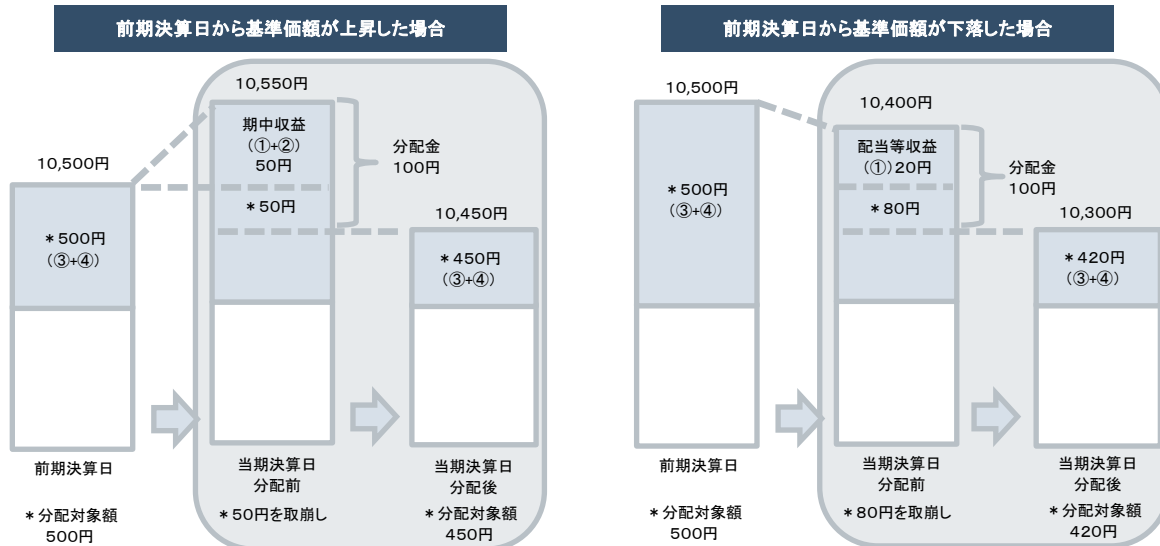 前期決算日から基準価額が上昇した場合
10,500円
*500円
(③+④)
前期決算日
*分配対象額
500円
10,550円
期中収益
(①+②)
50円
*50円
分配金
100円
当期決算日
分配前
*50円を取崩し
10,450円
*450円
(③+④)
当期決算日
分配後
*分配対象額
450円
前期決算日から基準価額が下落した場合
10,500円
*500円
(③+④)
前期決算日
*分配対象額
500円
10,400円
配当等収益
(①)20円
*80円
分配金
100円
当期決算日
分配前
*80円を取崩し
10,300円
*420円
(③+④)
当期決算日
分配後
*分配対象額
420円